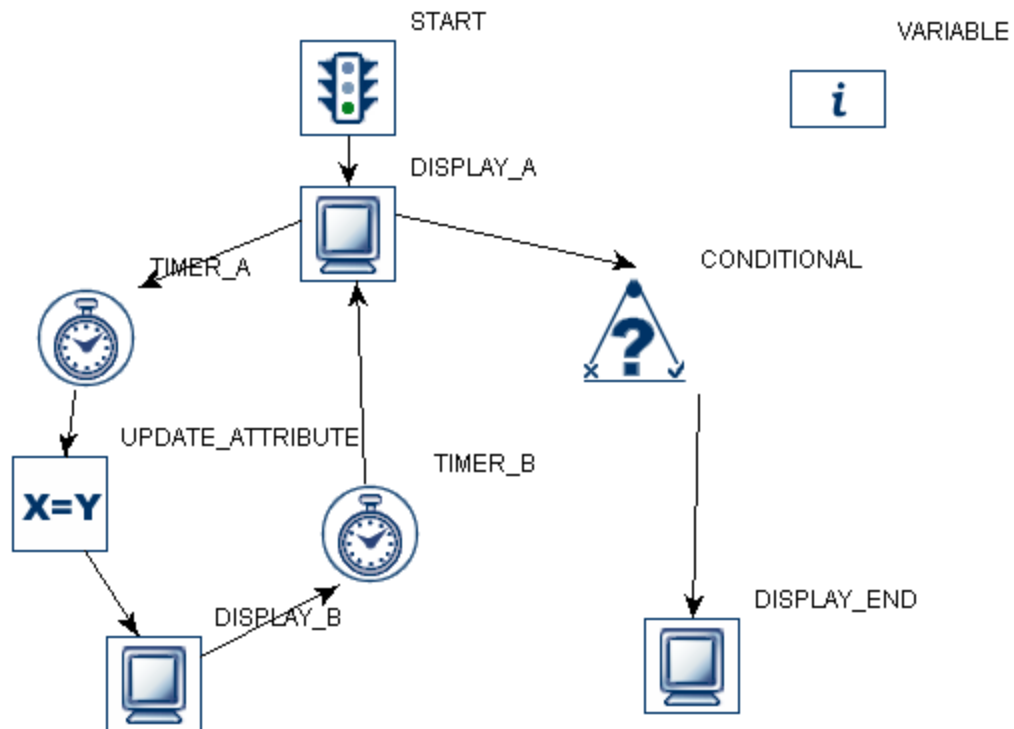 START
VARIABLE
i
DISPLAY_A
TIMER_A
CONDITIONAL
?
UPDATE_ATTRIBUTE
TIMER_B
X=Y
DISPLAY_B
DISPLAY_END